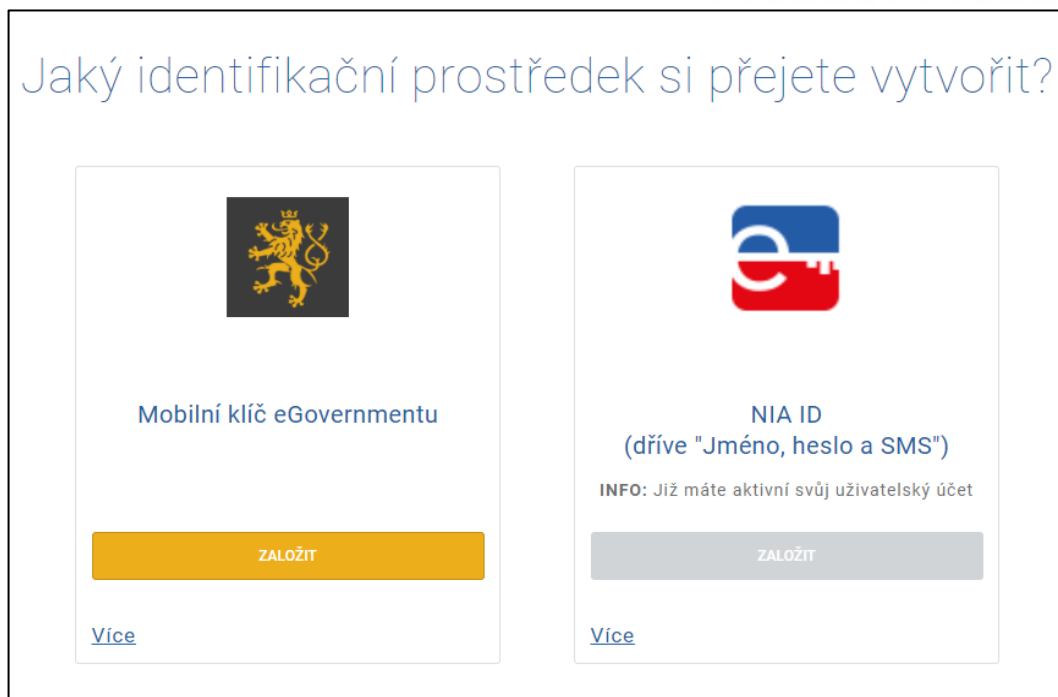 Jaký identifikační prostředek si přejete vytvořit?
Mobilní klíč eGovernmentu
ZALOŽIT
Více
NIA ID
(dříve "Jméno, heslo a SMS")
INFO: Již máte aktivní svůj uživatelský účet
ZALOŽIT
Více